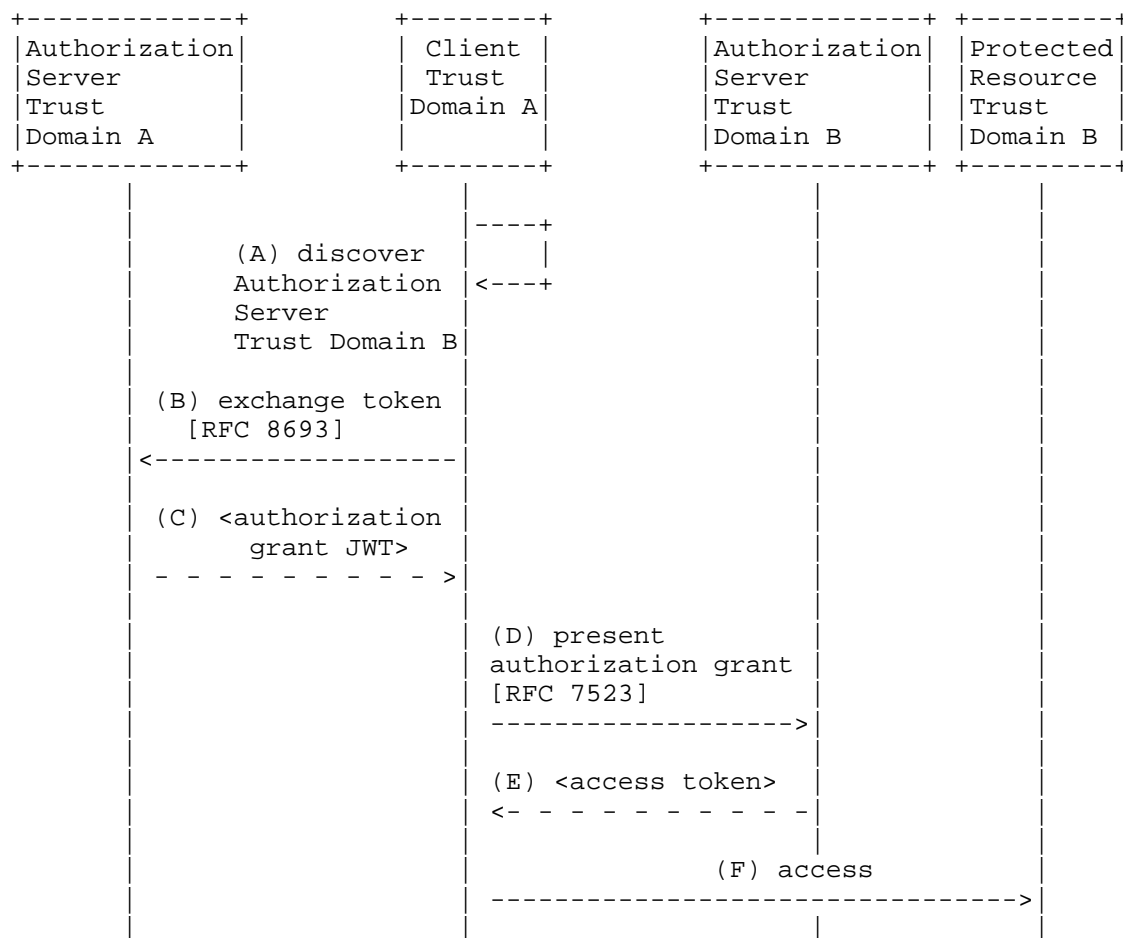 Authorization Client Authorization Protected
Server Trust Server Resource
Trust Domain A Trust Trust
Domain A Domain B Domain B
(A) discover
Authorization
Server
Trust Domain B
(B) exchange token
[RFC 8693]
(C) <authorization
grant JWT>
(D) present
authorization grant
[RFC 7523]
(E) <access token>
(F) access